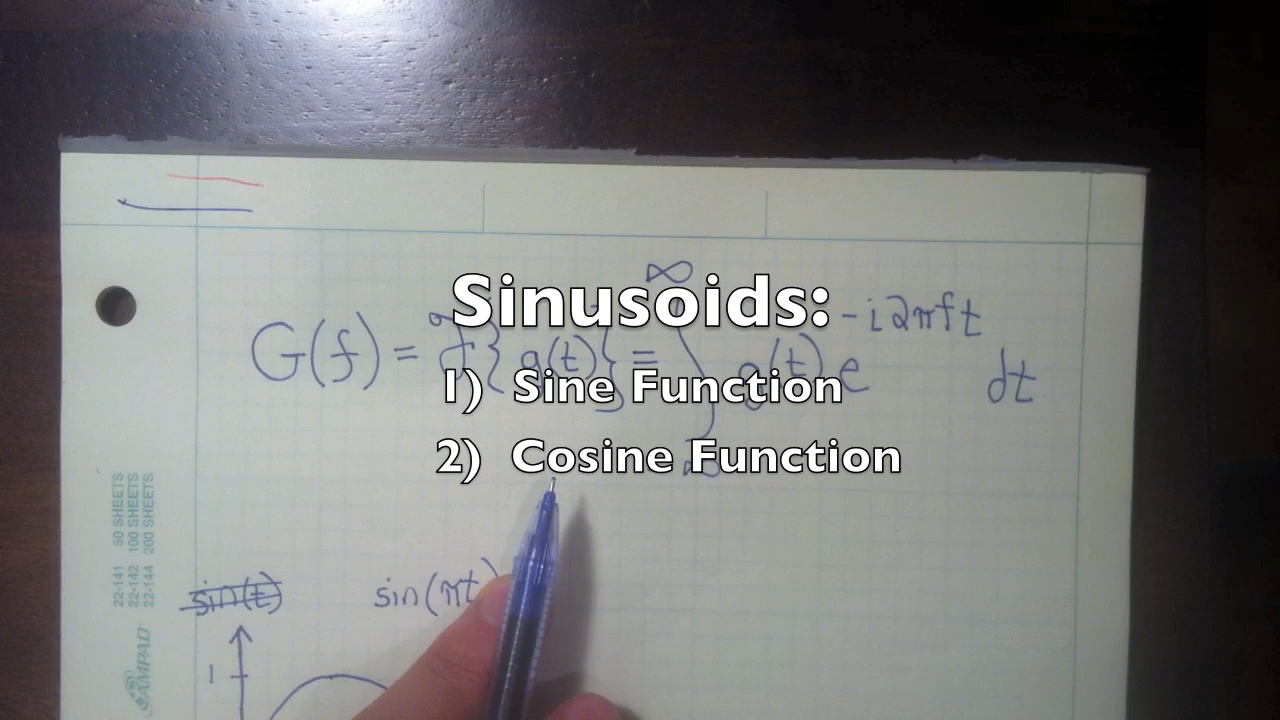 Sinusoids:
G(f) = ℱ{g(t)} ≡ ∫ g(t) e^{-i2πft} dt
∞
∞
1) Sine Function
2) Cosine Function
sin(t)
sin(πt)
1
22-141 50 SHEETS
22-142 100 SHEETS
22-144 200 SHEETS
AMPAD